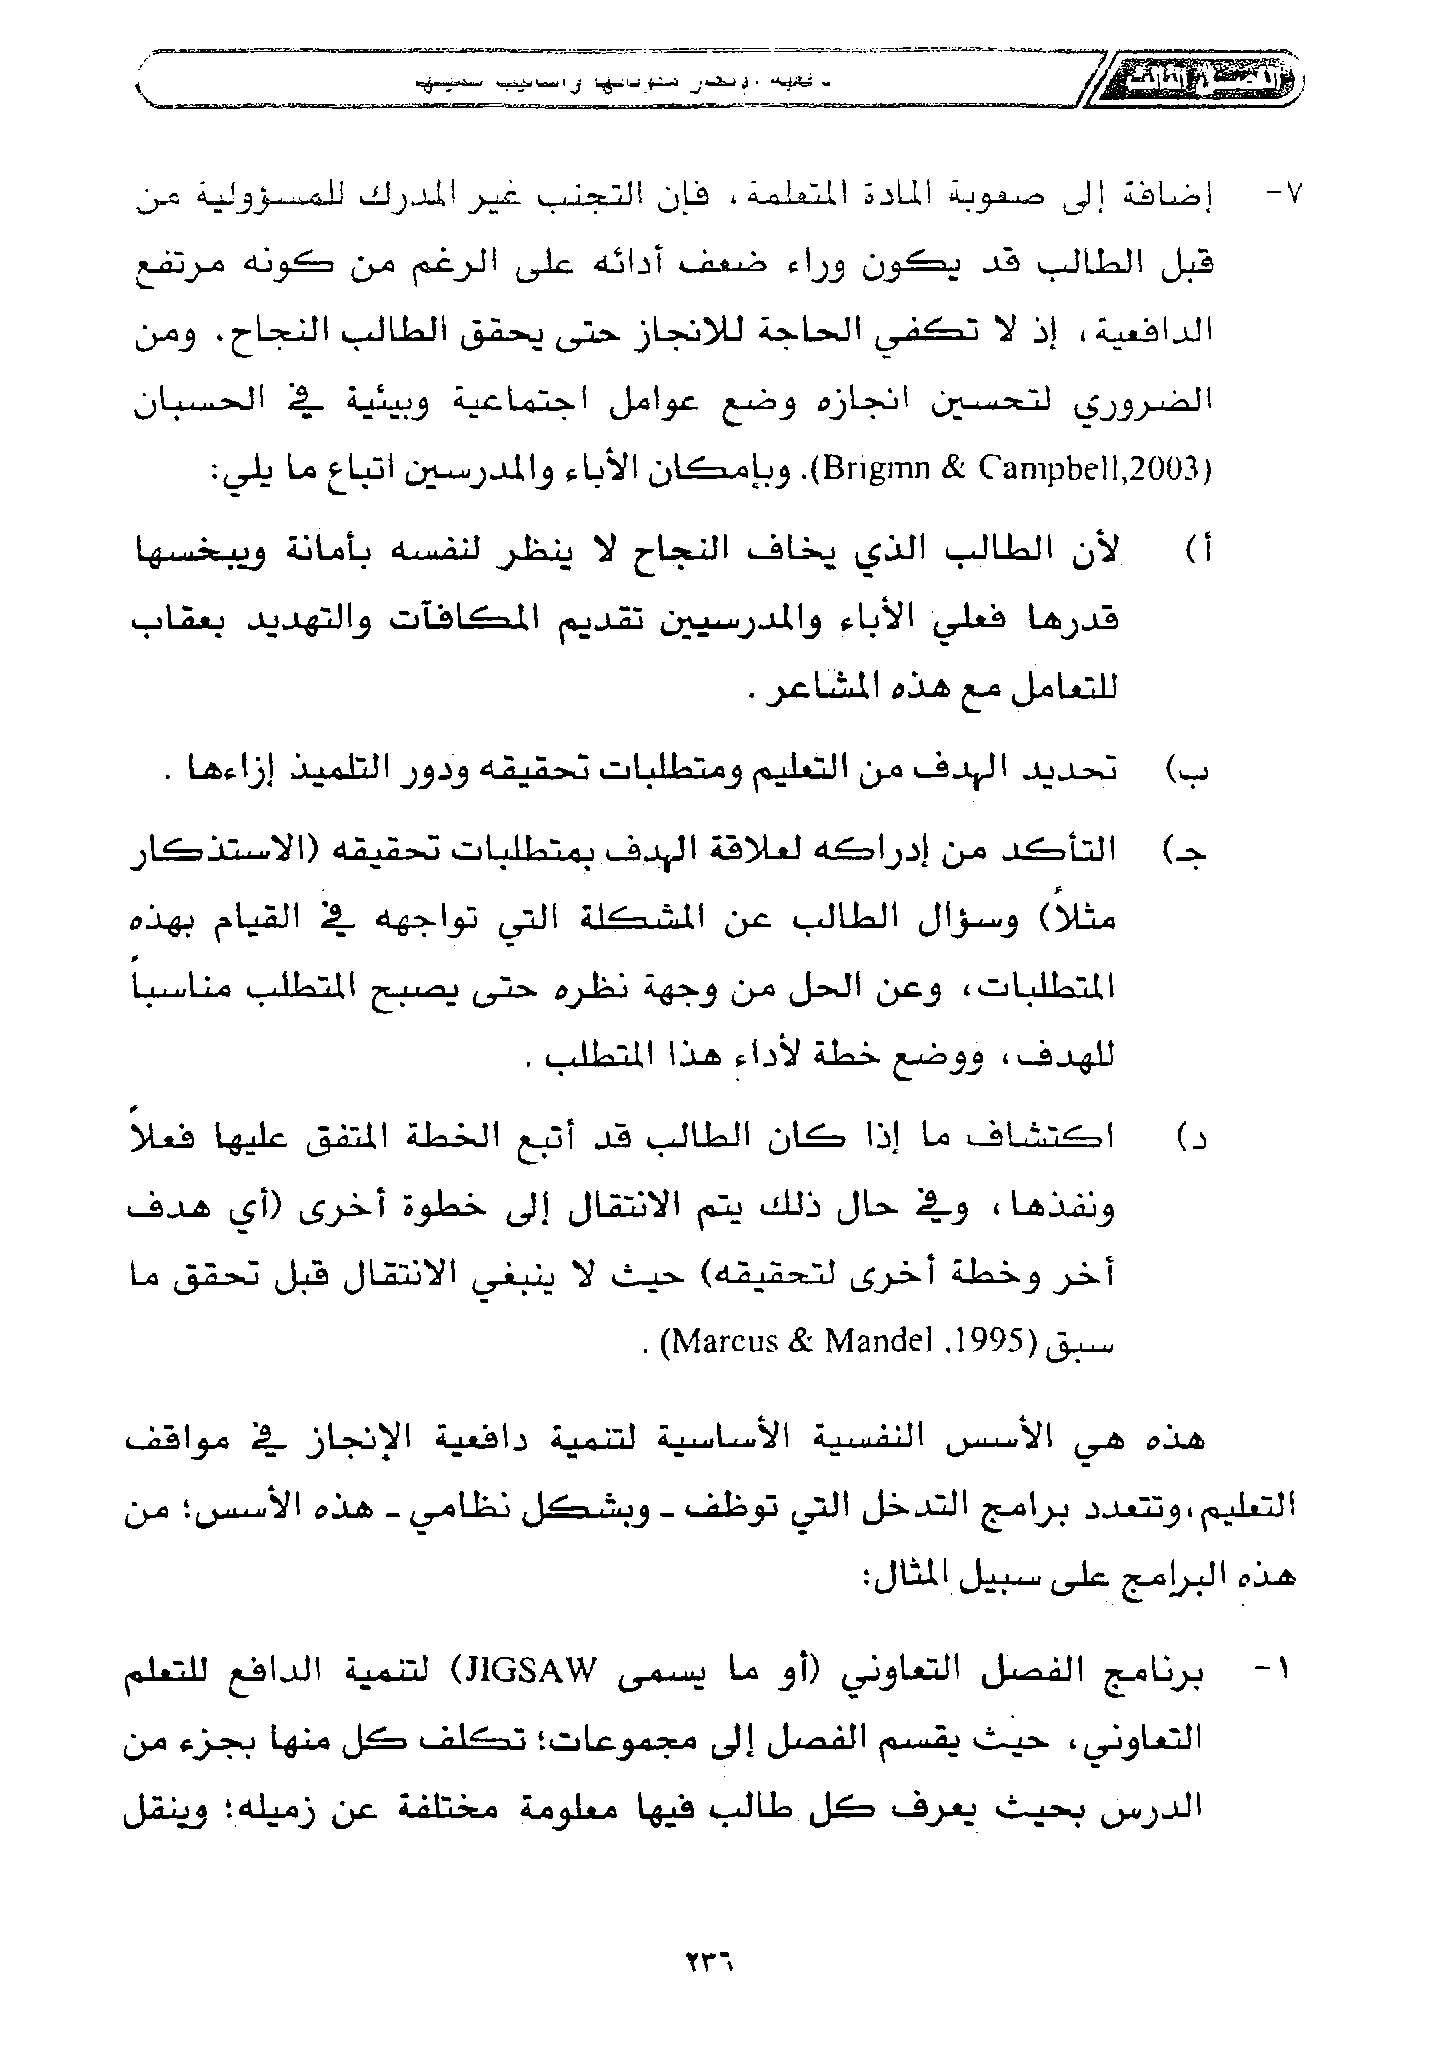 ٧- إضافة إلى صعوبة المادة المتعلمة، فإن التجنب غير المدرك للمسؤولية من
قبل الطالب قد يكون وراء ضعف أدائه على الرغم من كونه مرتفع
الدافعية، إذ لا تكفي الحاجة للانجاز حتى يحقق الطالب النجاح. ومن
الضروري لتحسين انجازه وضع عوامل اجتماعية وبيئية في الحسبان
(Brigmn & Campbell,2003). وبإمكان الأباء والمدرسين اتباع ما يلي:
أ) لأن الطالب الذي يخاف النجاح لا ينظر لنفسه بأمانة ويبخسها
قدرها فعلي الأباء والمدرسيين تقديم المكافآت والتهديد بعقاب
للتعامل مع هذه المشاعر .
ب) تحديد الهدف من التعليم ومتطلبات تحقيقه ودور التلميذ إزاءها .
جـ) التأكد من إدراكه لعلاقة الهدف بمتطلبات تحقيقه (الاستذكار
مثلاً) وسؤال الطالب عن المشكلة التي تواجهه في القيام بهذه
المتطلبات، وعن الحل من وجهة نظره حتى يصبح المتطلب مناسباً
للهدف، ووضع خطة لأداء هذا المتطلب .
د) اكتشاف ما إذا كان الطالب قد أتبع الخطة المتفق عليها فعلاً
ونفذها، وفي حال ذلك يتم الانتقال إلى خطوة أخرى (أي هدف
أخر وخطة أخرى لتحقيقه) حيث لا ينبغي الانتقال قبل تحقق ما
سبق (Marcus & Mandel ,1995) .
هذه هي الأسس النفسية الأساسية لتنمية دافعية الإنجاز في مواقف
التعليم،وتتعدد برامج التدخل التي توظف - وبشكل نظامي - هذه الأسس؛ من
هذه البرامج على سبيل المثال:
١- برنامج الفصل التعاوني (أو ما يسمى JIGSAW) لتنمية الدافع للتعلم
التعاوني، حيث يقسم الفصل إلى مجموعات؛ تكلف كل منها بجزء من
الدرس بحيث يعرف كل طالب فيها معلومة مختلفة عن زميله؛ وينقل
٢٣٦